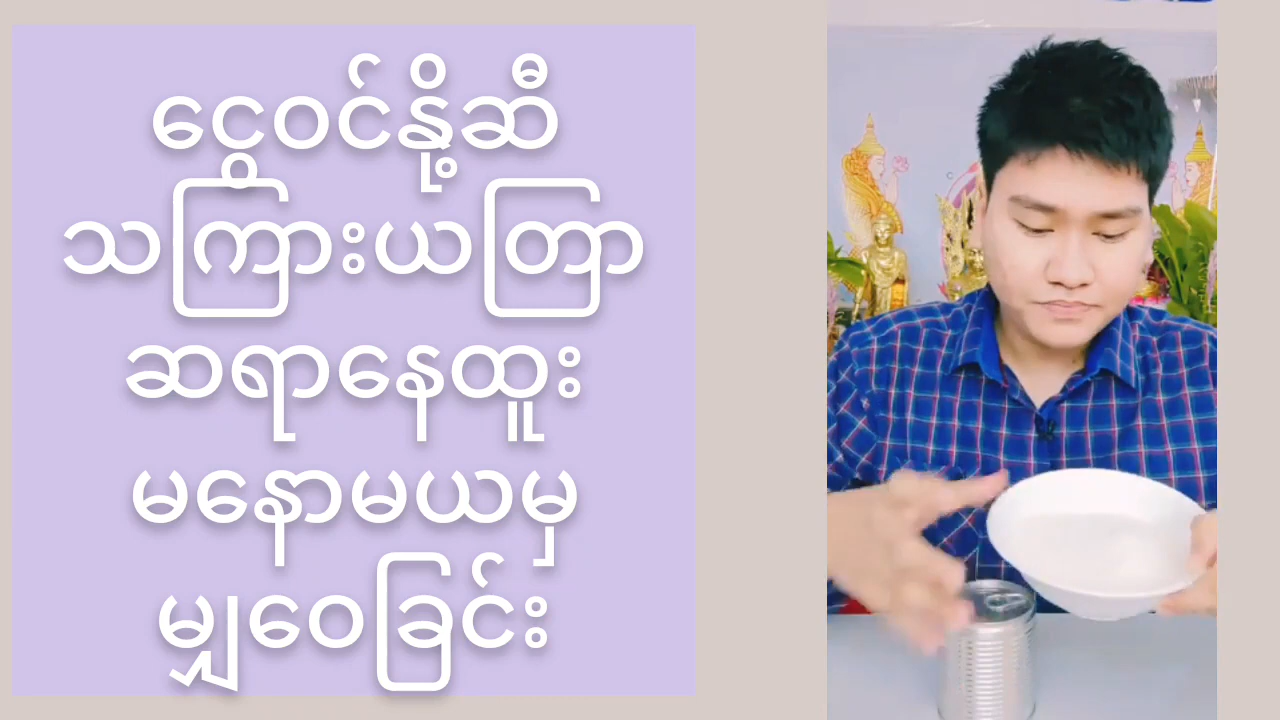 ငွေဝင်နို့ဆီ
သကြားယတြာ
ဆရာနေထူး
မနောမယမှ
မျှဝေခြင်း